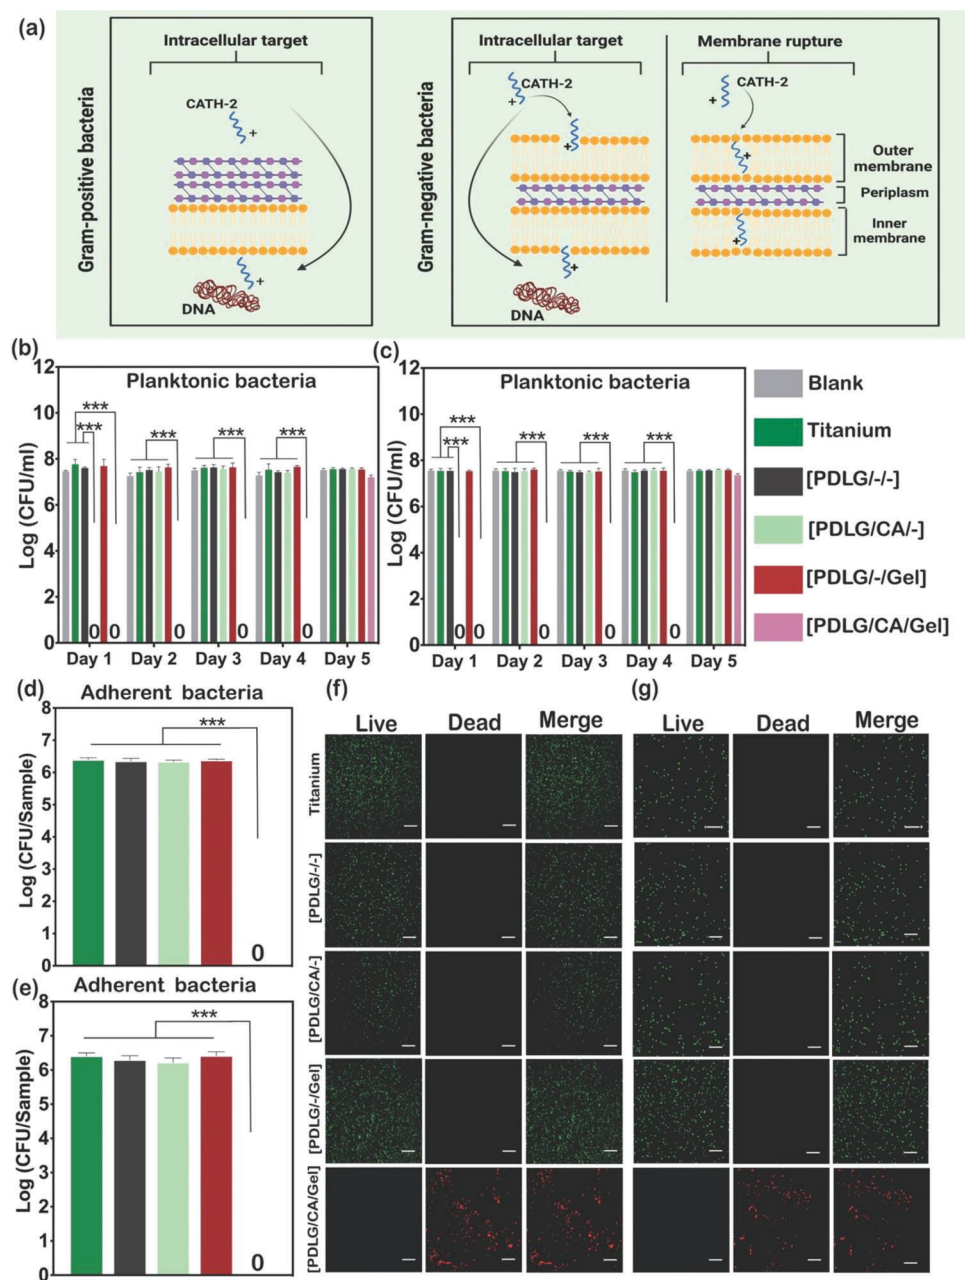 (a)
Gram-positive bacteria
Intracellular target
CATH-2
+
+
DNA
Gram-negative bacteria
Intracellular target
CATH-2
+
+
+
DNA
Membrane rupture
CATH-2
+
+
+
Outer
membrane
Periplasm
Inner
membrane
(b)
Planktonic bacteria
Log (CFU/ml)
12
10
8
6
4
2
0
***
***
***
***
***
0 0
0
0
0
Day 1 Day 2 Day 3 Day 4 Day 5
(c)
Planktonic bacteria
Log (CFU/ml)
12
10
8
6
4
2
0
***
***
***
***
***
0 0
0
0
0
Day 1 Day 2 Day 3 Day 4 Day 5
Blank
Titanium
[PDLG/-/-]
[PDLG/CA/-]
[PDLG/-/Gel]
[PDLG/CA/Gel]
(d)
Adherent bacteria
Log (CFU/Sample)
8
7
6
5
4
3
2
1
0
***
0
(e)
Adherent bacteria
Log (CFU/Sample)
8
7
6
5
4
3
2
1
0
***
0
(f)
Live Dead Merge
(g)
Live Dead Merge
Titanium
[PDLG/-/-]
[PDLG/CA/-]
[PDLG/-/Gel]
[PDLG/CA/Gel]